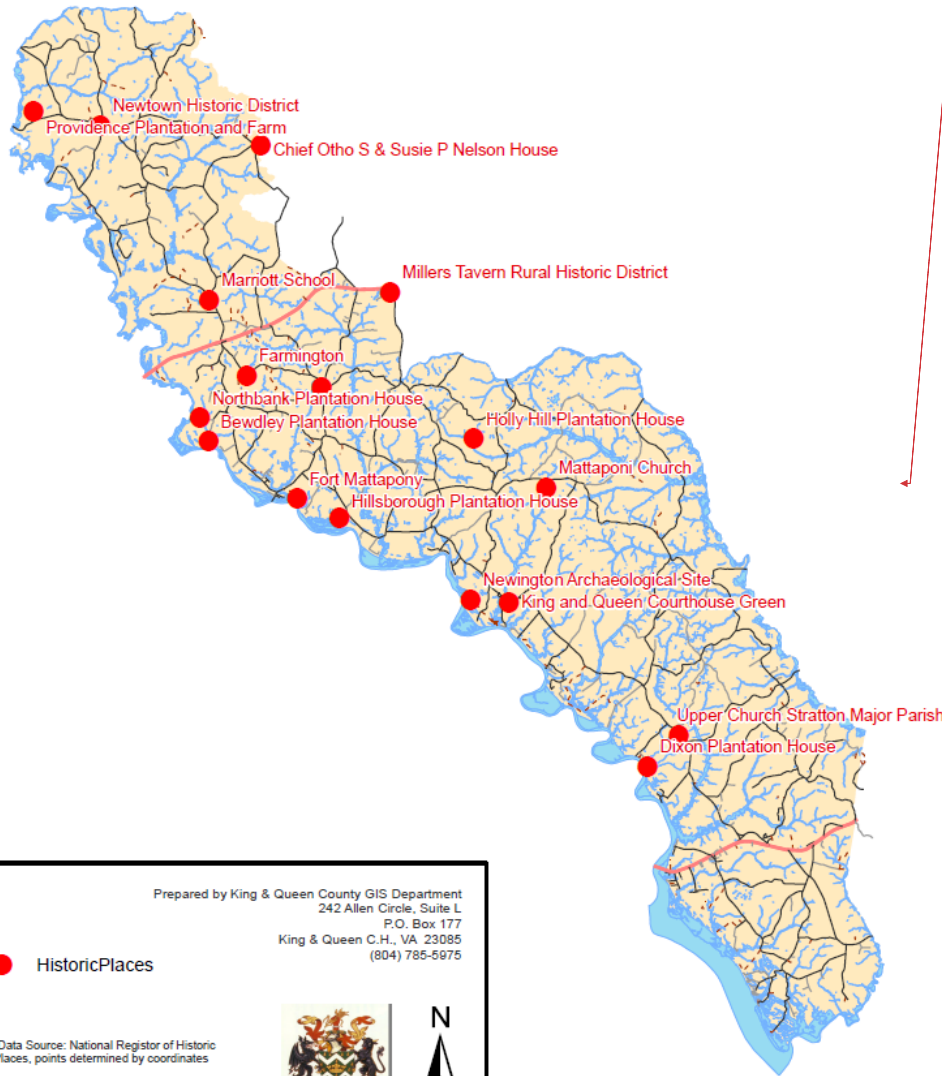 Newtown Historic District
Providence Plantation and Farm
Chief Otho S & Susie P Nelson House
Millers Tavern Rural Historic District
Marriott School
Farmington
Northbank Plantation House
Bewdley Plantation House
Holly Hill Plantation House
Mattaponi Church
Fort Mattapony
Hillsborough Plantation House
Newington Archaeological Site
King and Queen Courthouse Green
Upper Church Stratton Major Parish
Dixon Plantation House
Prepared by King & Queen County GIS Department
242 Allen Circle, Suite L
P.O. Box 177
King & Queen C.H., VA 23085
(804) 785-5975
HistoricPlaces
N
Data Source: National Registor of Historic
Places, points determined by coordinates